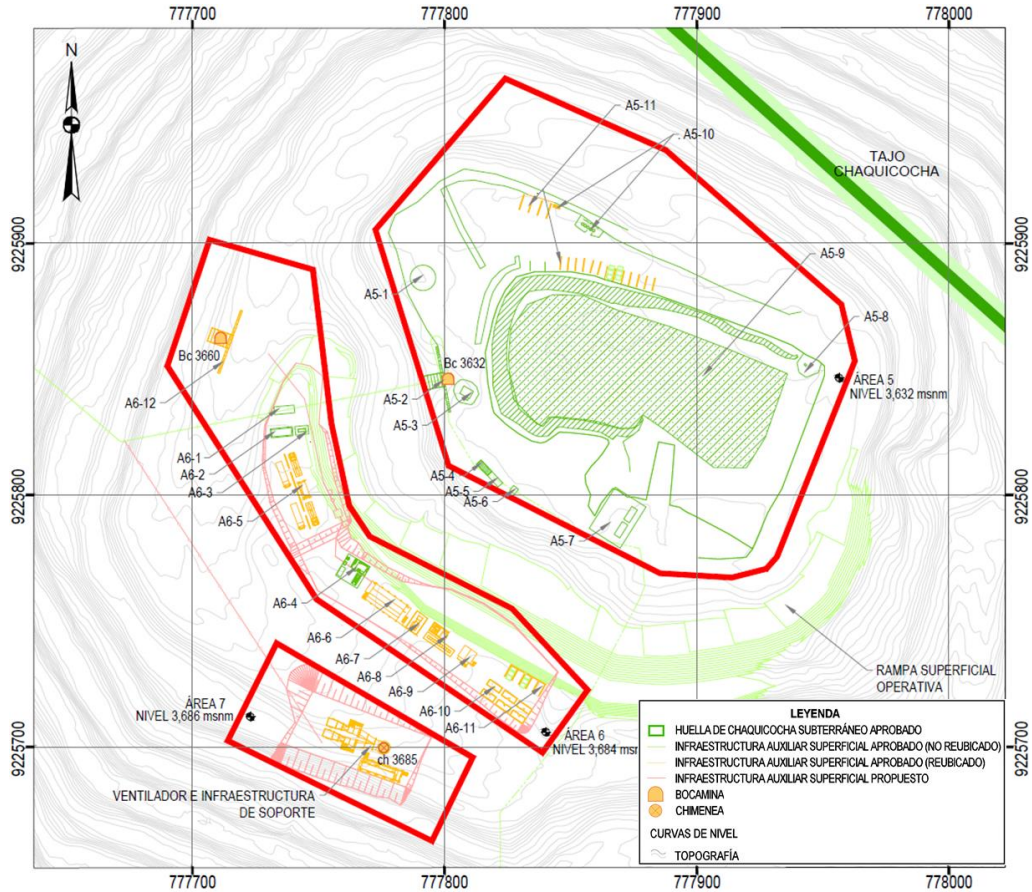 777700
777800
777900
778000
N
A5-11
A5-10
TAJO
CHAQUICOCHA
9225900
9225900
A5-9
A5-1
A5-8
Bc 3660
Bc 3632
ÁREA 5
NIVEL 3,632 msnm
A5-2
A6-12
A5-3
A6-1
A6-2
A6-3
A5-4
A5-5
A5-6
9225800
9225800
A6-5
A5-7
A6-4
A6-6
A6-7
A6-8
A6-9
A6-10
A6-11
RAMPA SUPERFICIAL
OPERATIVA
ÁREA 7
NIVEL 3,686 msnm
ÁREA 6
NIVEL 3,684 msr
9225700
9225700
ch 3685
VENTILADOR E INFRAESTRUCTURA
DE SOPORTE
LEYENDA
HUELLA DE CHAQUICOCHA SUBTERRÁNEO APROBADO
INFRAESTRUCTURA AUXILIAR SUPERFICIAL APROBADO (NO REUBICADO)
INFRAESTRUCTURA AUXILIAR SUPERFICIAL APROBADO (REUBICADO)
INFRAESTRUCTURA AUXILIAR SUPERFICIAL PROPUESTO
BOCAMINA
CHIMENEA
CURVAS DE NIVEL
TOPOGRAFÍA
777700
777800
777900
778000